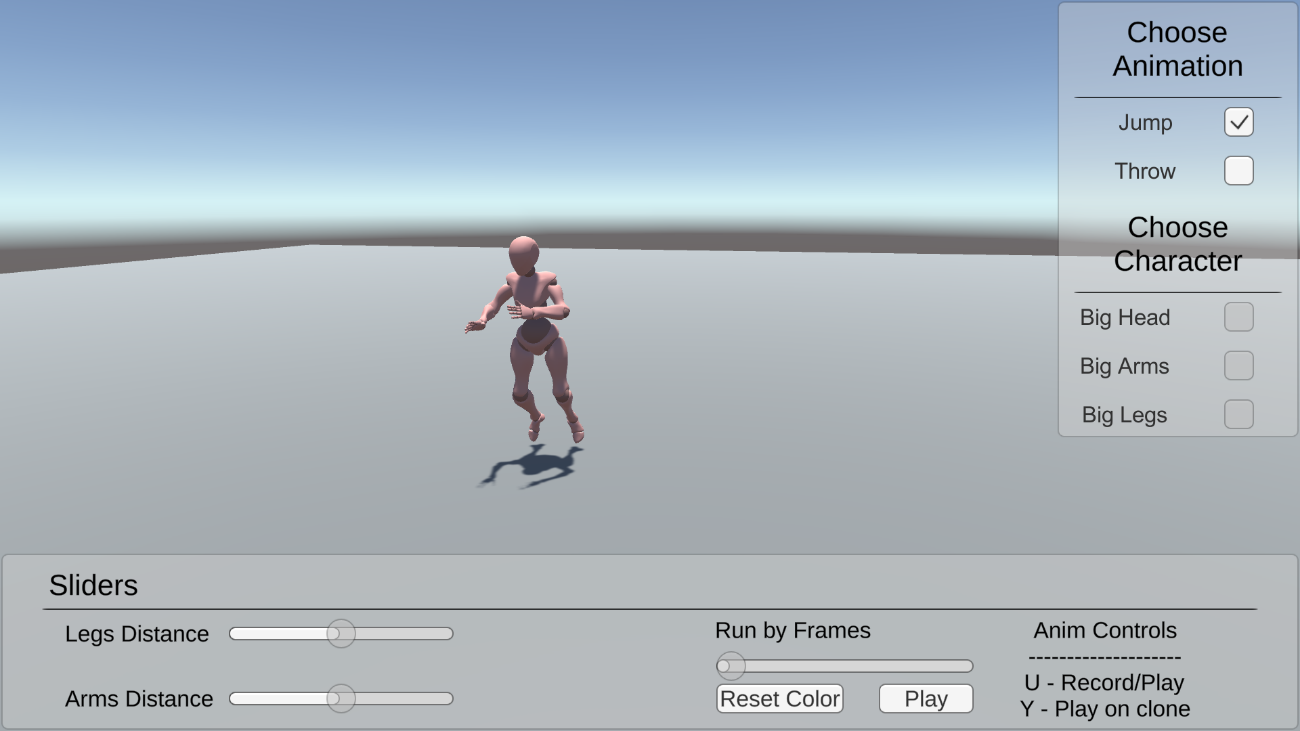 Choose
Animation
Jump
Throw
Choose
Character
Big Head
Big Arms
Big Legs
Sliders
Legs Distance
Arms Distance
Run by Frames
Reset Color
Play
Anim Controls
--------------------
U - Record/Play
Y - Play on clone